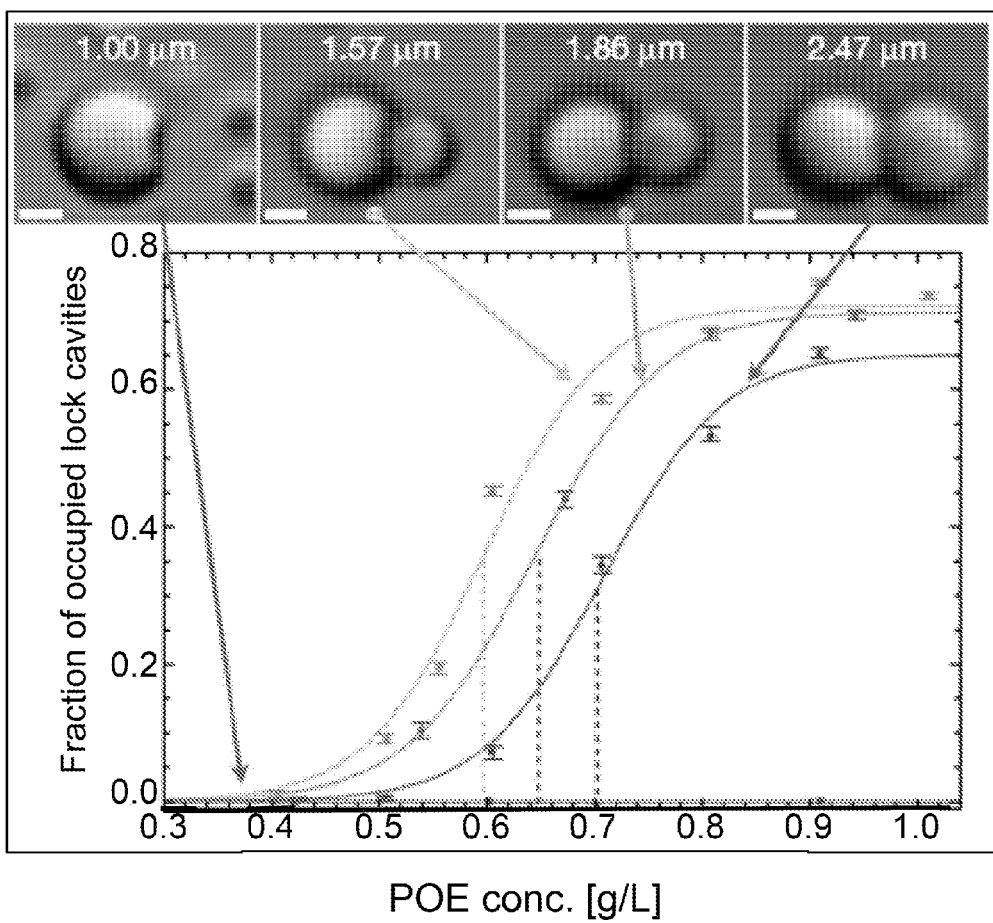 1.00 µm 1.57 µm 1.86 µm 2.47 µm
Fraction of occupied lock cavities
0.8
0.6
0.4
0.2
0.0
0.3 0.4 0.5 0.6 0.7 0.8 0.9 1.0
POE conc. [g/L]